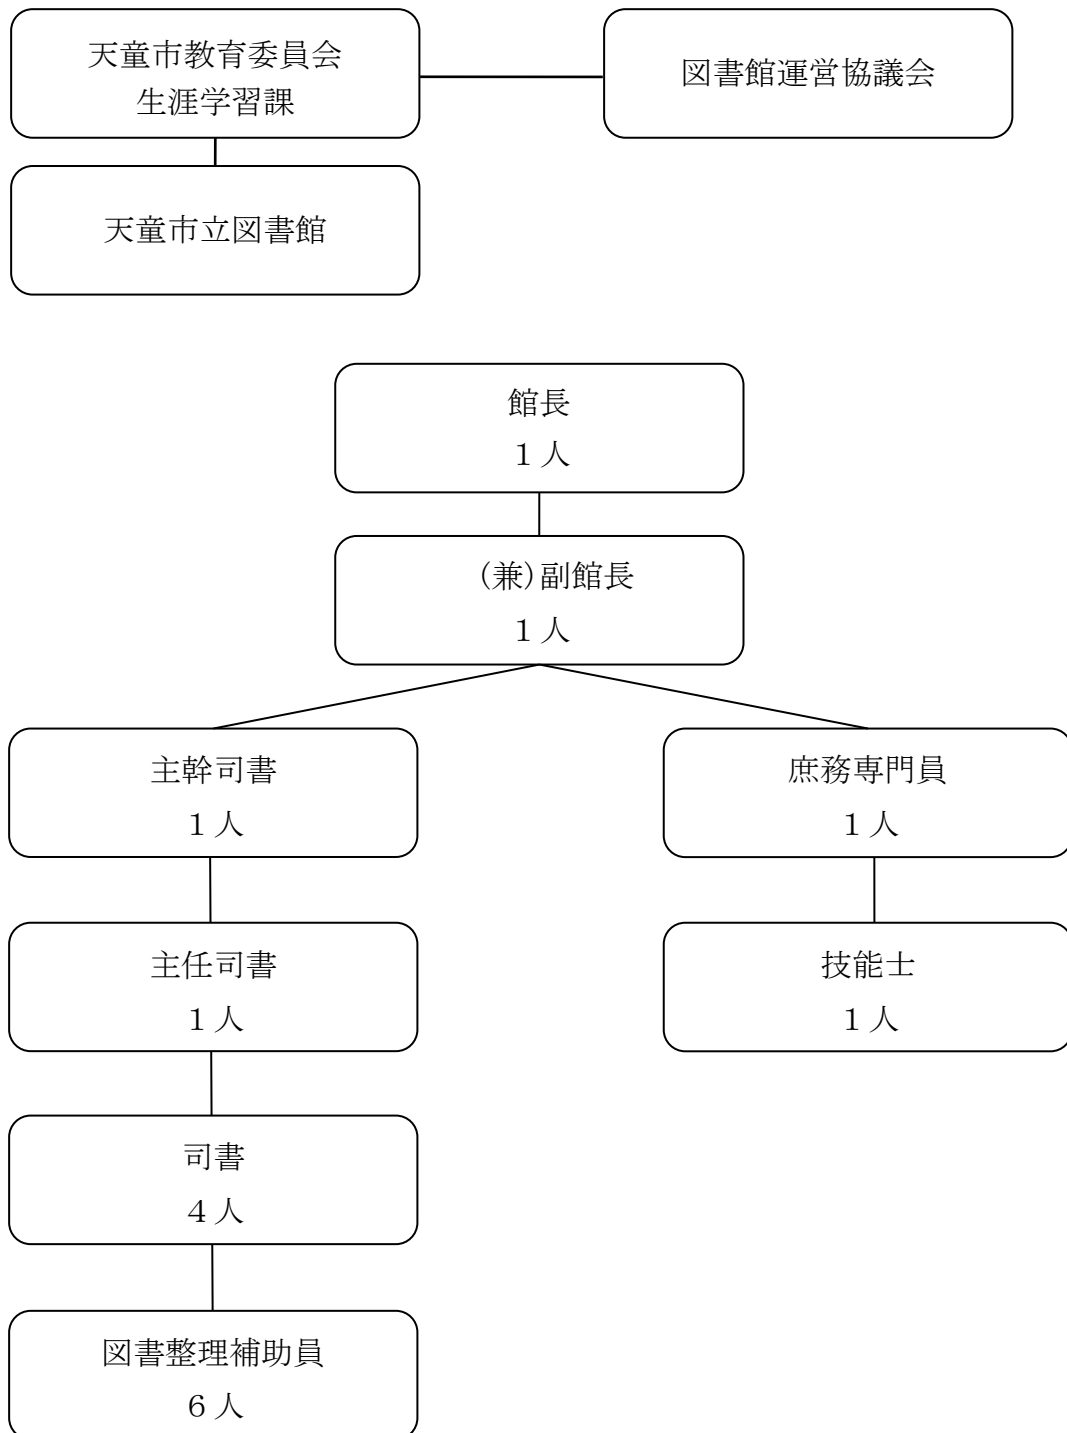 天童市教育委員会
生涯学習課
図書館運営協議会
天童市立図書館
館長
１人
(兼)副館長
１人
主幹司書
１人
庶務専門員
１人
主任司書
１人
技能士
１人
司書
４人
図書整理補助員
６人